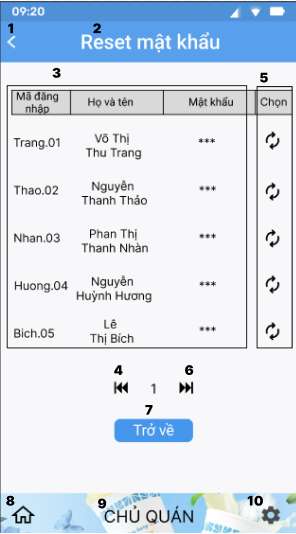 09:20
1
2
Reset mật khẩu
3
5
Mã đăng nhập Họ và tên Mật khẩu Chọn
Trang.01 Võ Thị Thu Trang ***
Thao.02 Nguyễn Thanh Thảo ***
Nhan.03 Phan Thị Thanh Nhàn ***
Huong.04 Nguyễn Huỳnh Hương ***
Bich.05 Lê Thị Bích ***
4
6
1
7
Trở về
8
9
10
CHỦ QUÁN